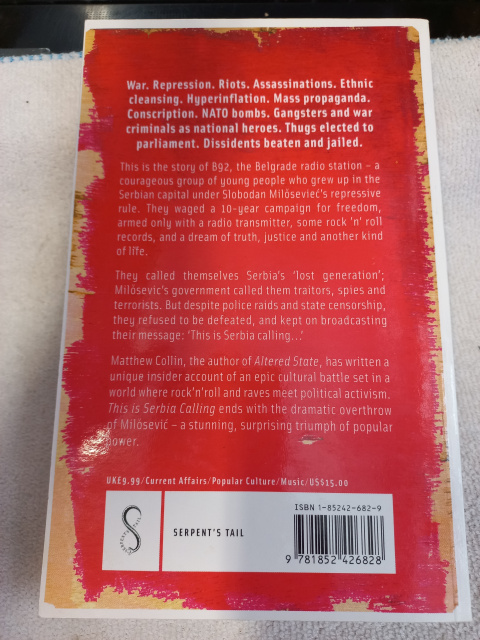 War. Repression. Riots. Assassinations. Ethnic
cleansing. Hyperinflation. Mass propaganda.
Conscription. NATO bombs. Gangsters and war
criminals as national heroes. Thugs elected to
parliament. Dissidents beaten and jailed.
This is the story of B92, the Belgrade radio station – a
courageous group of young people who grew up in the
Serbian capital under Slobodan Milósevieć's repressive
rule. They waged a 10-year campaign for freedom,
armed only with a radio transmitter, some rock 'n' roll
records, and a dream of truth, justice and another kind
of life.
They called themselves Serbia's 'lost generation';
Milósevic's government called them traitors, spies and
terrorists. But despite police raids and state censorship,
they refused to be defeated, and kept on broadcasting
their message: 'This is Serbia calling...'
Matthew Collin, the author of Altered State, has written a
unique insider account of an epic cultural battle set in a
world where rock'n'roll and raves meet political activism.
This is Serbia Calling ends with the dramatic overthrow
of Milósević – a stunning, surprising triumph of popular
power.
UK£9.99/Current Affairs/Popular Culture/Music/US$15.00
SERPENT'S TAIL
SERPENT'S TAIL
ISBN 1-85242-682-9
9 781852 426828